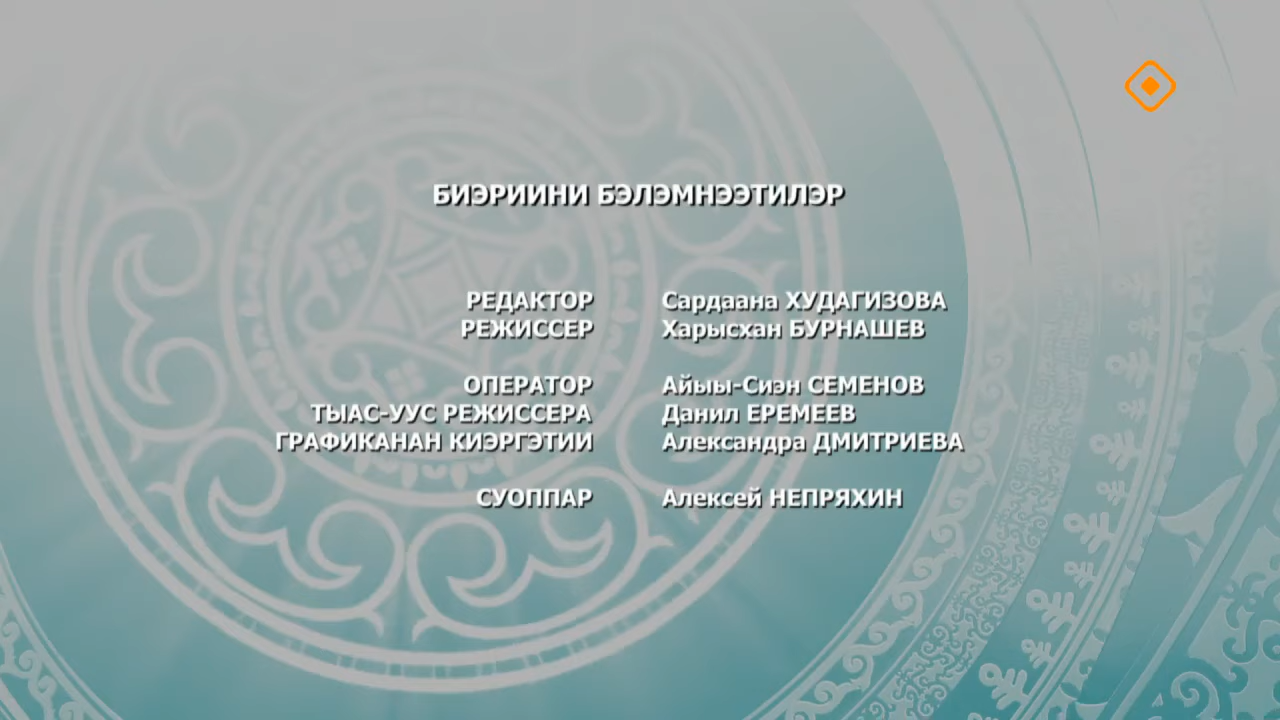 БИЭРИИНИ БЭЛЭМНЭЭТИЛЭР
РЕДАКТОР Сардаана ХУДАГИЗОВА
РЕЖИССЕР Харысхан БУРНАШЕВ
ОПЕРАТОР Айыы-Сиэн СЕМЕНОВ
ТЫАС-УУС РЕЖИССЕРА Данил ЕРЕМЕЕВ
ГРАФИКАНАН КИЭРГЭТИИ Александра ДМИТРИЕВА
СУОППАР Алексей НЕПРЯХИН